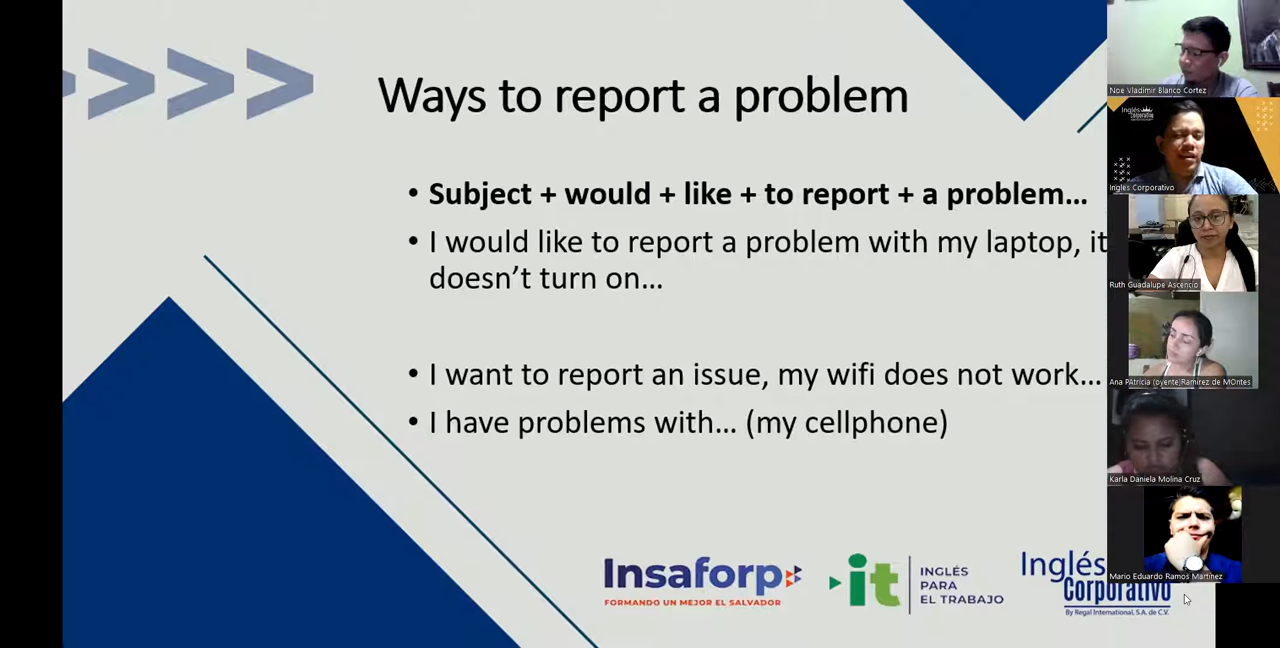 Ways to report a problem
• Subject + would + like + to report + a problem…
• I would like to report a problem with my laptop, it
doesn’t turn on…
• I want to report an issue, my wifi does not work…
• I have problems with… (my cellphone)
Insaforp
FORMANDO UN MEJOR EL SALVADOR
it
INGLÉS
PARA
EL TRABAJO
Inglés
Corporativo
By Regal International, S.A. de C.V.
Noe Vladimir Blanco Cortez
Inglés
Corporativo
Ingles Corporativo
Ruth Guadalupe Ascencio
Ana PAtricia (oyente)Ramirez de MOntes
Karla Daniela Molina Cruz
Mario Eduardo Ramos Martínez